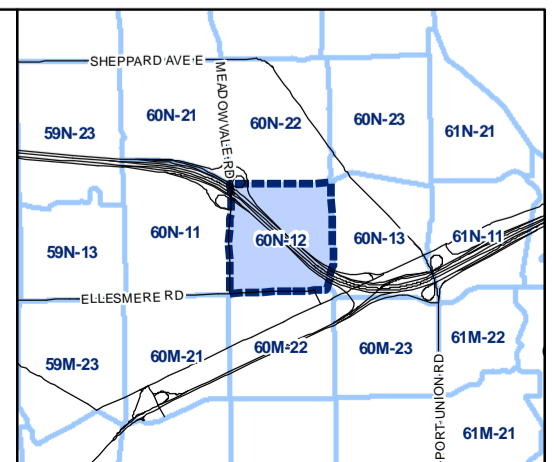 SHEPPARD AVE E
MEADOWVALE RD
60N-21
60N-22
60N-23
59N-23
61N-21
60N-11
60N-12
60N-13
61N-11
59N-13
ELLESMERE RD
59M-23
60M-21
60M-22
60M-23
61M-22
PORT UNION RD
61M-21